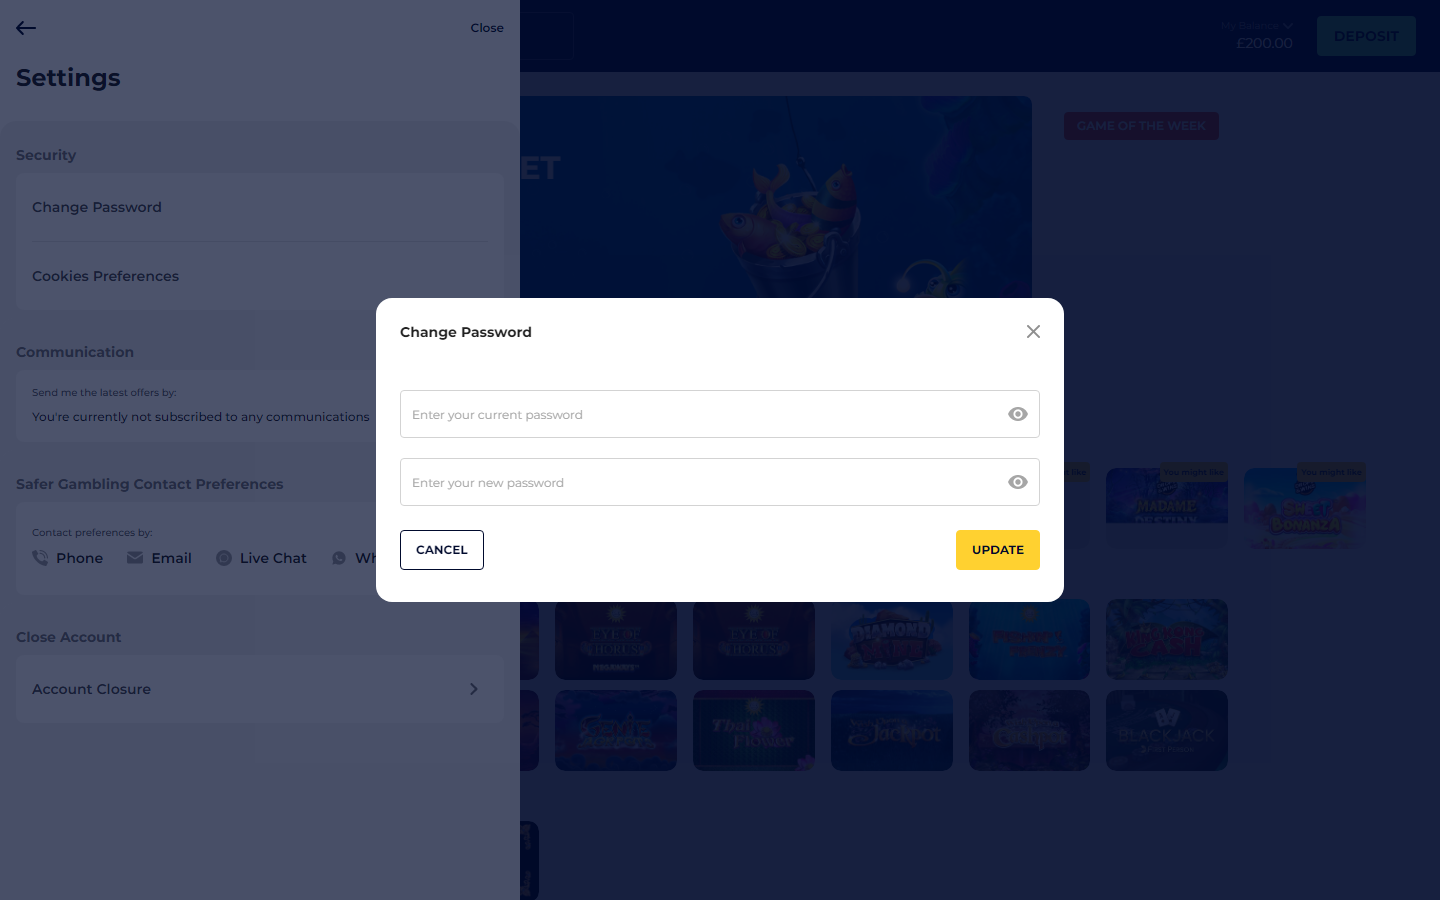 Close
Settings
My Balance
£200.00
DEPOSIT
GAME OF THE WEEK
ET
Security
Change Password
Cookies Preferences
Change Password
Enter your current password
Enter your new password
CANCEL
UPDATE
Communication
Send me the latest offers by:
You're currently not subscribed to any communications
Safer Gambling Contact Preferences
Contact preferences by:
Phone
Email
Live Chat
Wh
Close Account
Account Closure
like
You might like
You might like
MADAME
DESTINY
SWEET
BONANZA
EYE OF
HORUS
MEGAWAYS
EYE OF
HORUS
DIAMOND
MINE
Thai
Flower
Jackpot
BLACKJACK